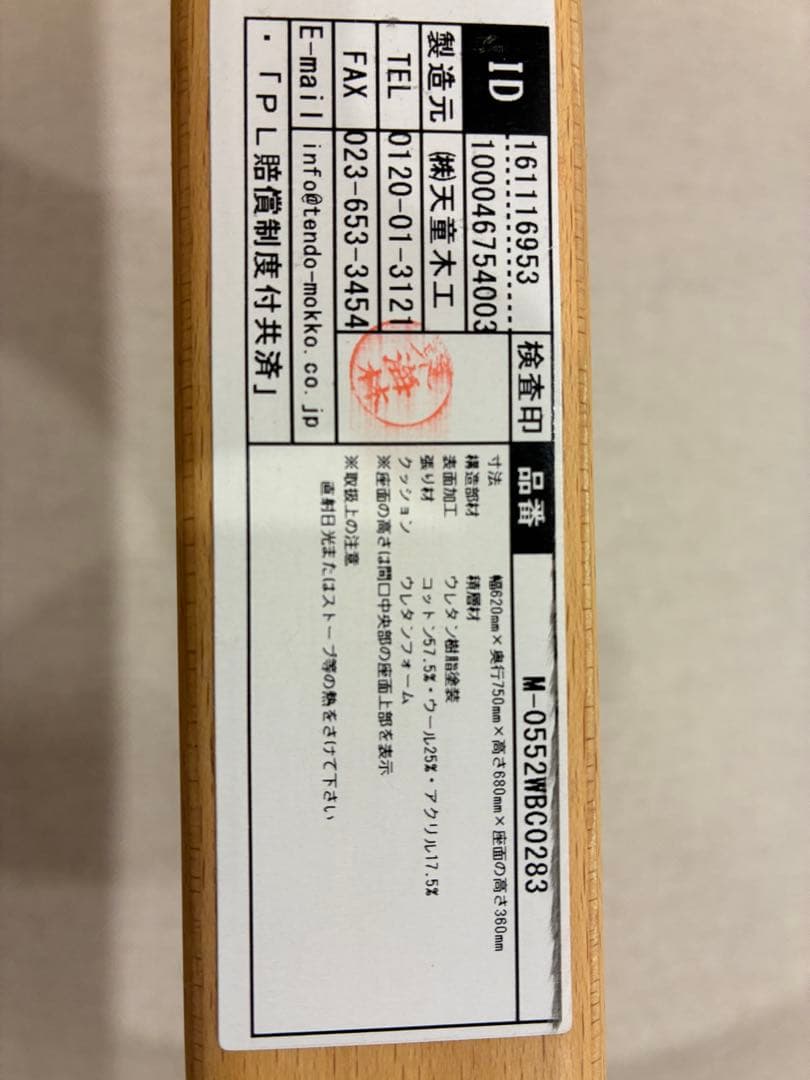 ID
161116953
100046754003
製造元
㈱天童木工
TEL
0120-01-3121
FAX
023-653-3454
E-mail
info@tendo-mokko.co.jp
・「PL賠償制度付共済」
検査印
品番
M-0552WBC0283
寸法 幅620mm×奥行750mm×高さ680mm×座面の高さ360mm
構造部材 積層材
表面加工 ウレタン樹脂塗装
張り材 コットン57.5%・ウール25%・アクリル17.5%
クッション ウレタンフォーム
※座面の高さは間口中央部の座面上部を表示
※取扱上の注意
直射日光またはストーブ等の熱をさけて下さい